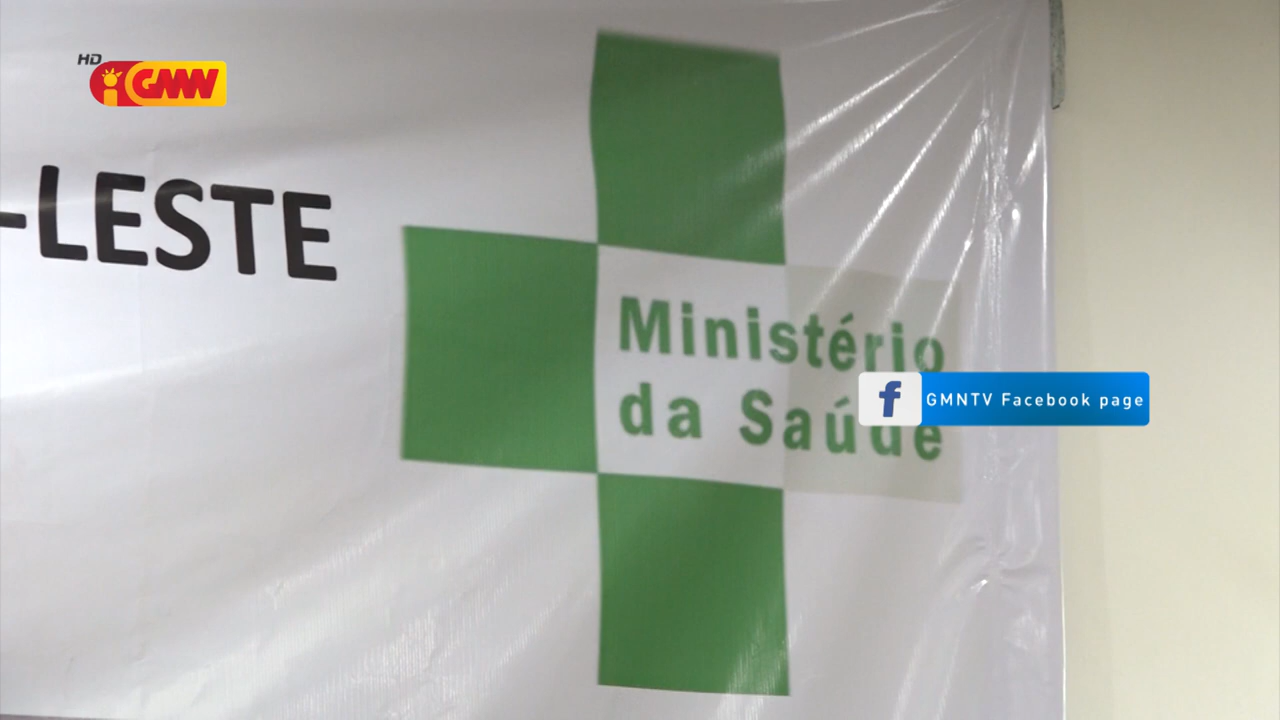 HD
GMN
-LESTE
Ministério
da Saúde
GMNTV Facebook page